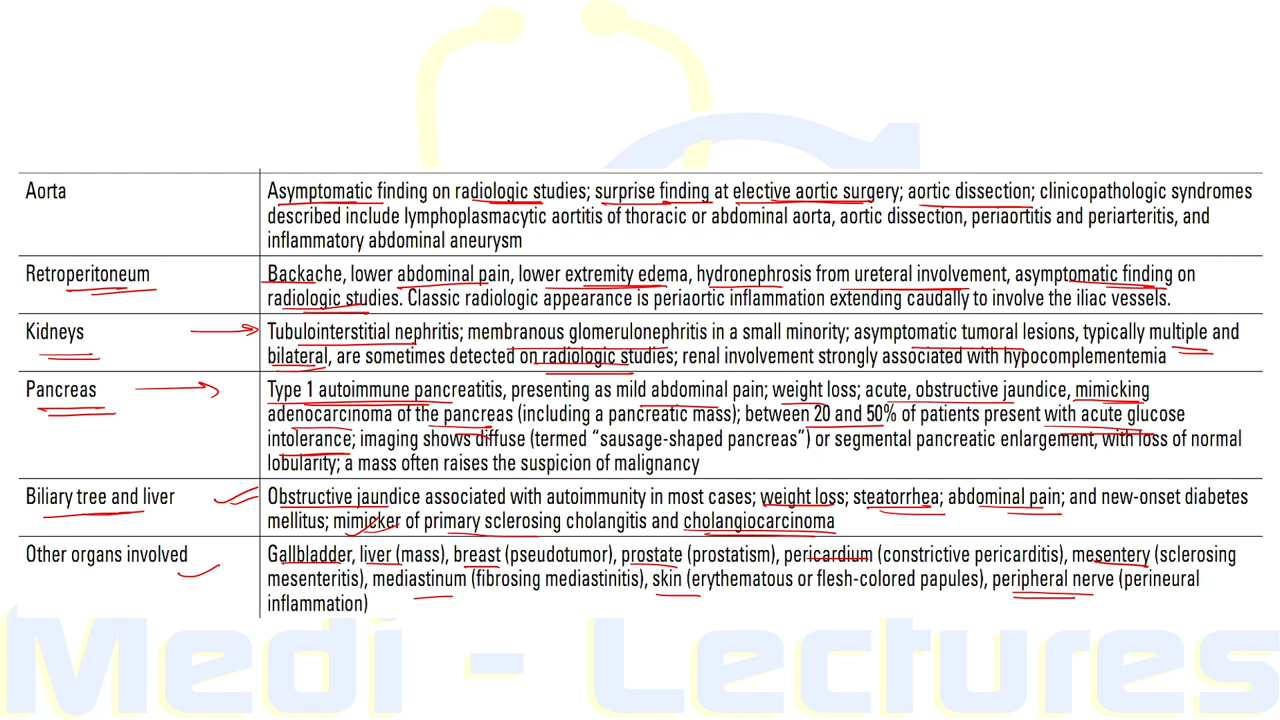 Aorta
Asymptomatic finding on radiologic studies; surprise finding at elective aortic surgery; aortic dissection; clinicopathologic syndromes
described include lymphoplasmacytic aortitis of thoracic or abdominal aorta, aortic dissection, periaortitis and periarteritis, and
inflammatory abdominal aneurysm
Retroperitoneum
Backache, lower abdominal pain, lower extremity edema, hydronephrosis from ureteral involvement, asymptomatic finding on
radiologic studies. Classic radiologic appearance is periaortic inflammation extending caudally to involve the iliac vessels.
Kidneys
Tubulointerstitial nephritis; membranous glomerulonephritis in a small minority; asymptomatic tumoral lesions, typically multiple and
bilateral, are sometimes detected on radiologic studies; renal involvement strongly associated with hypocomplementemia
Pancreas
Type 1 autoimmune pancreatitis, presenting as mild abdominal pain; weight loss; acute, obstructive jaundice, mimicking
adenocarcinoma of the pancreas (including a pancreatic mass); between 20 and 50% of patients present with acute glucose
intolerance; imaging shows diffuse (termed “sausage-shaped pancreas”) or segmental pancreatic enlargement, with loss of normal
lobularity; a mass often raises the suspicion of malignancy
Biliary tree and liver
Obstructive jaundice associated with autoimmunity in most cases; weight loss; steatorrhea; abdominal pain; and new-onset diabetes
mellitus; mimicker of primary sclerosing cholangitis and cholangiocarcinoma
Other organs involved
Gallbladder, liver (mass), breast (pseudotumor), prostate (prostatism), pericardium (constrictive pericarditis), mesentery (sclerosing
mesenteritis), mediastinum (fibrosing mediastinitis), skin (erythematous or flesh-colored papules), peripheral nerve (perineural
inflammation)
Medi - Lectures